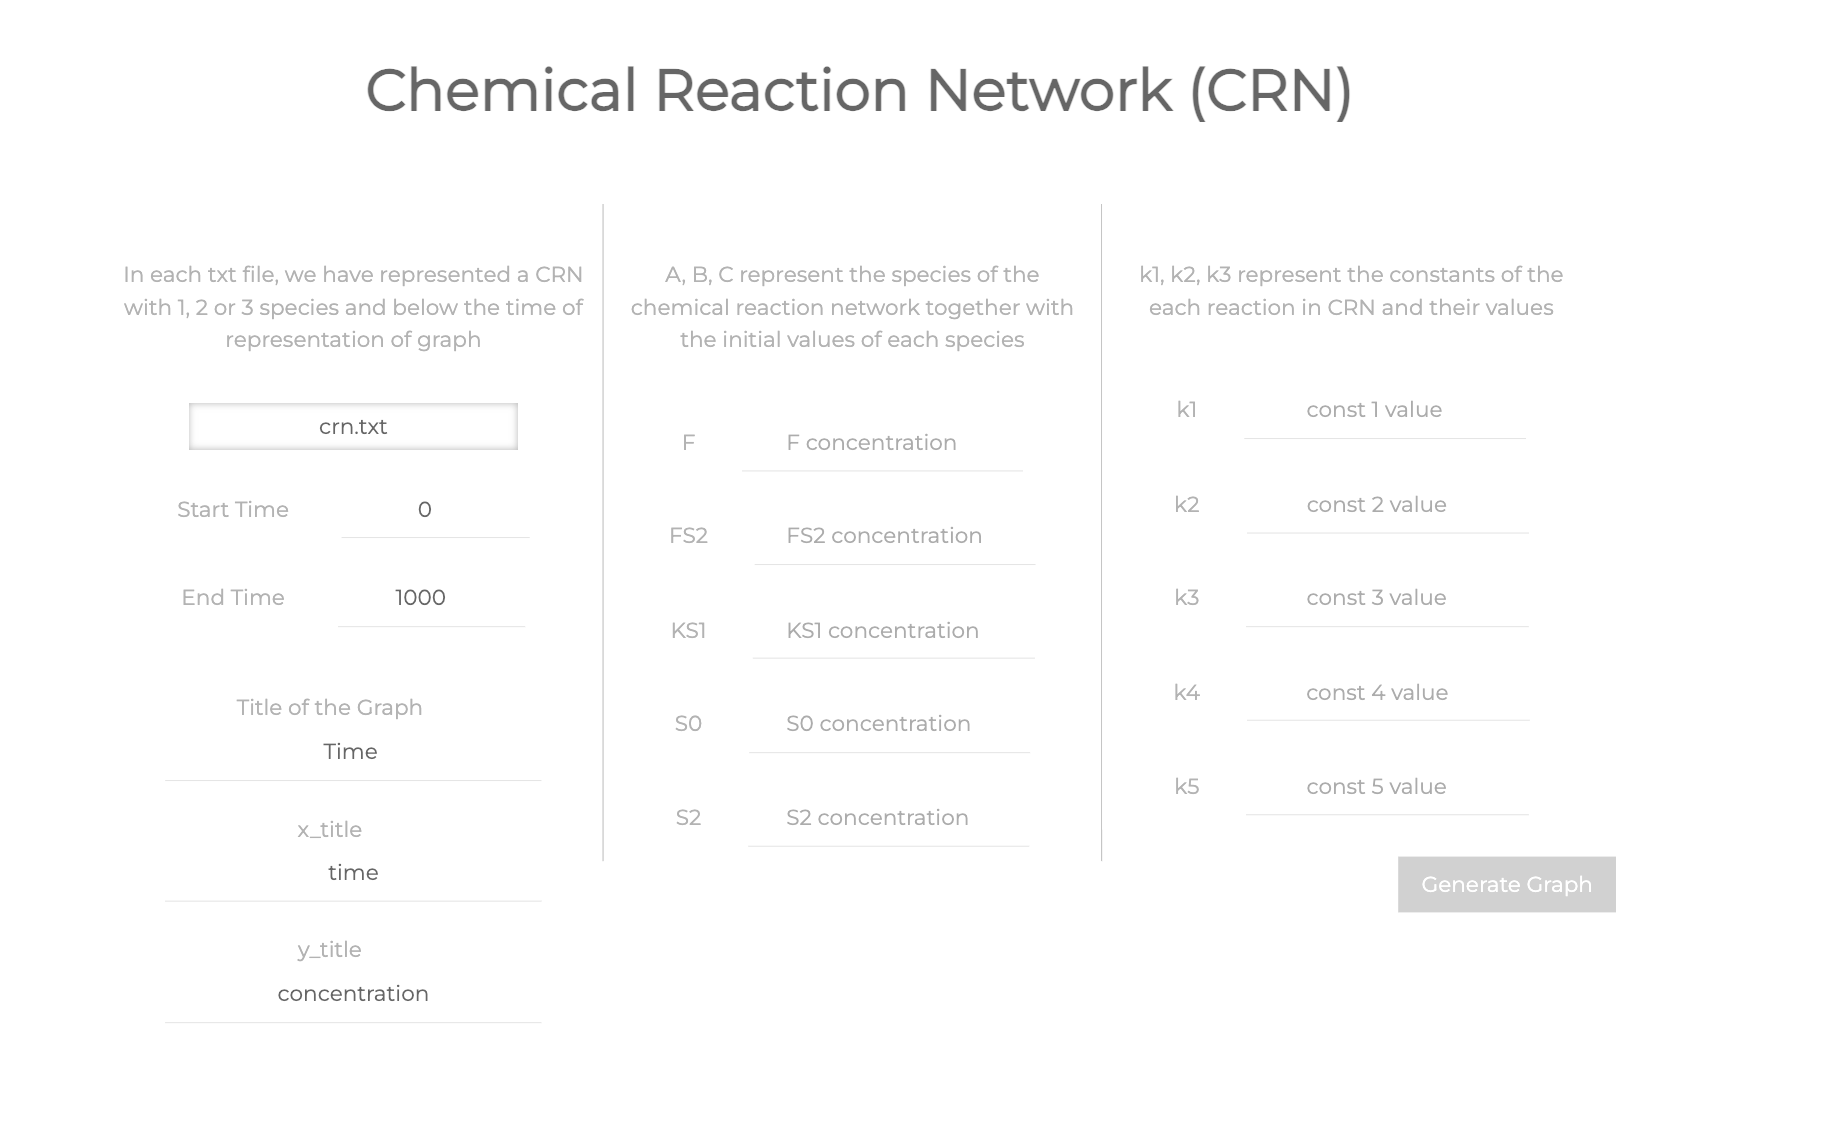 Chemical Reaction Network (CRN)
In each txt file, we have represented a CRN
with 1, 2 or 3 species and below the time of
representation of graph
crn.txt
Start Time 0
End Time 1000
Title of the Graph
Time
x_title
time
y_title
concentration
A, B, C represent the species of the
chemical reaction network together with
the initial values of each species
F F concentration
FS2 FS2 concentration
KS1 KS1 concentration
S0 S0 concentration
S2 S2 concentration
k1, k2, k3 represent the constants of the
each reaction in CRN and their values
k1 const 1 value
k2 const 2 value
k3 const 3 value
k4 const 4 value
k5 const 5 value
Generate Graph